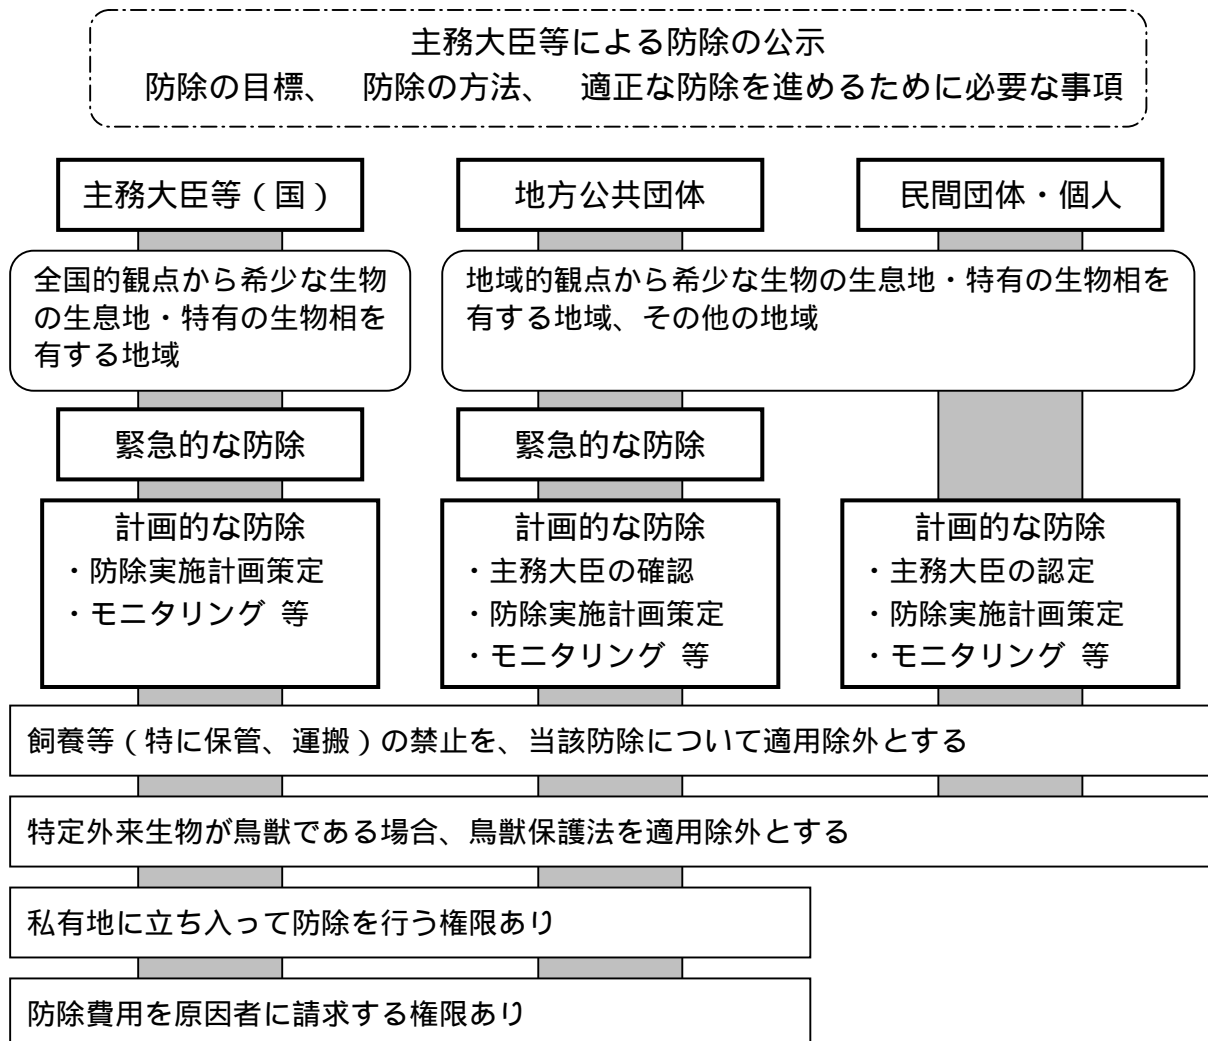 主務大臣等による防除の公示
防除の目標、　防除の方法、　適正な防除を進めるために必要な事項
主務大臣等（国）
地方公共団体
民間団体・個人
全国的観点から希少な生物
の生息地・特有の生物相を
有する地域
地域的観点から希少な生物の生息地・特有の生物相を
有する地域、その他の地域
緊急的な防除
緊急的な防除
計画的な防除
・防除実施計画策定
・モニタリング 等
計画的な防除
・主務大臣の確認
・防除実施計画策定
・モニタリング 等
計画的な防除
・主務大臣の認定
・防除実施計画策定
・モニタリング 等
飼養等（特に保管、運搬）の禁止を、当該防除について適用除外とする
特定外来生物が鳥獣である場合、鳥獣保護法を適用除外とする
私有地に立ち入って防除を行う権限あり
防除費用を原因者に請求する権限あり